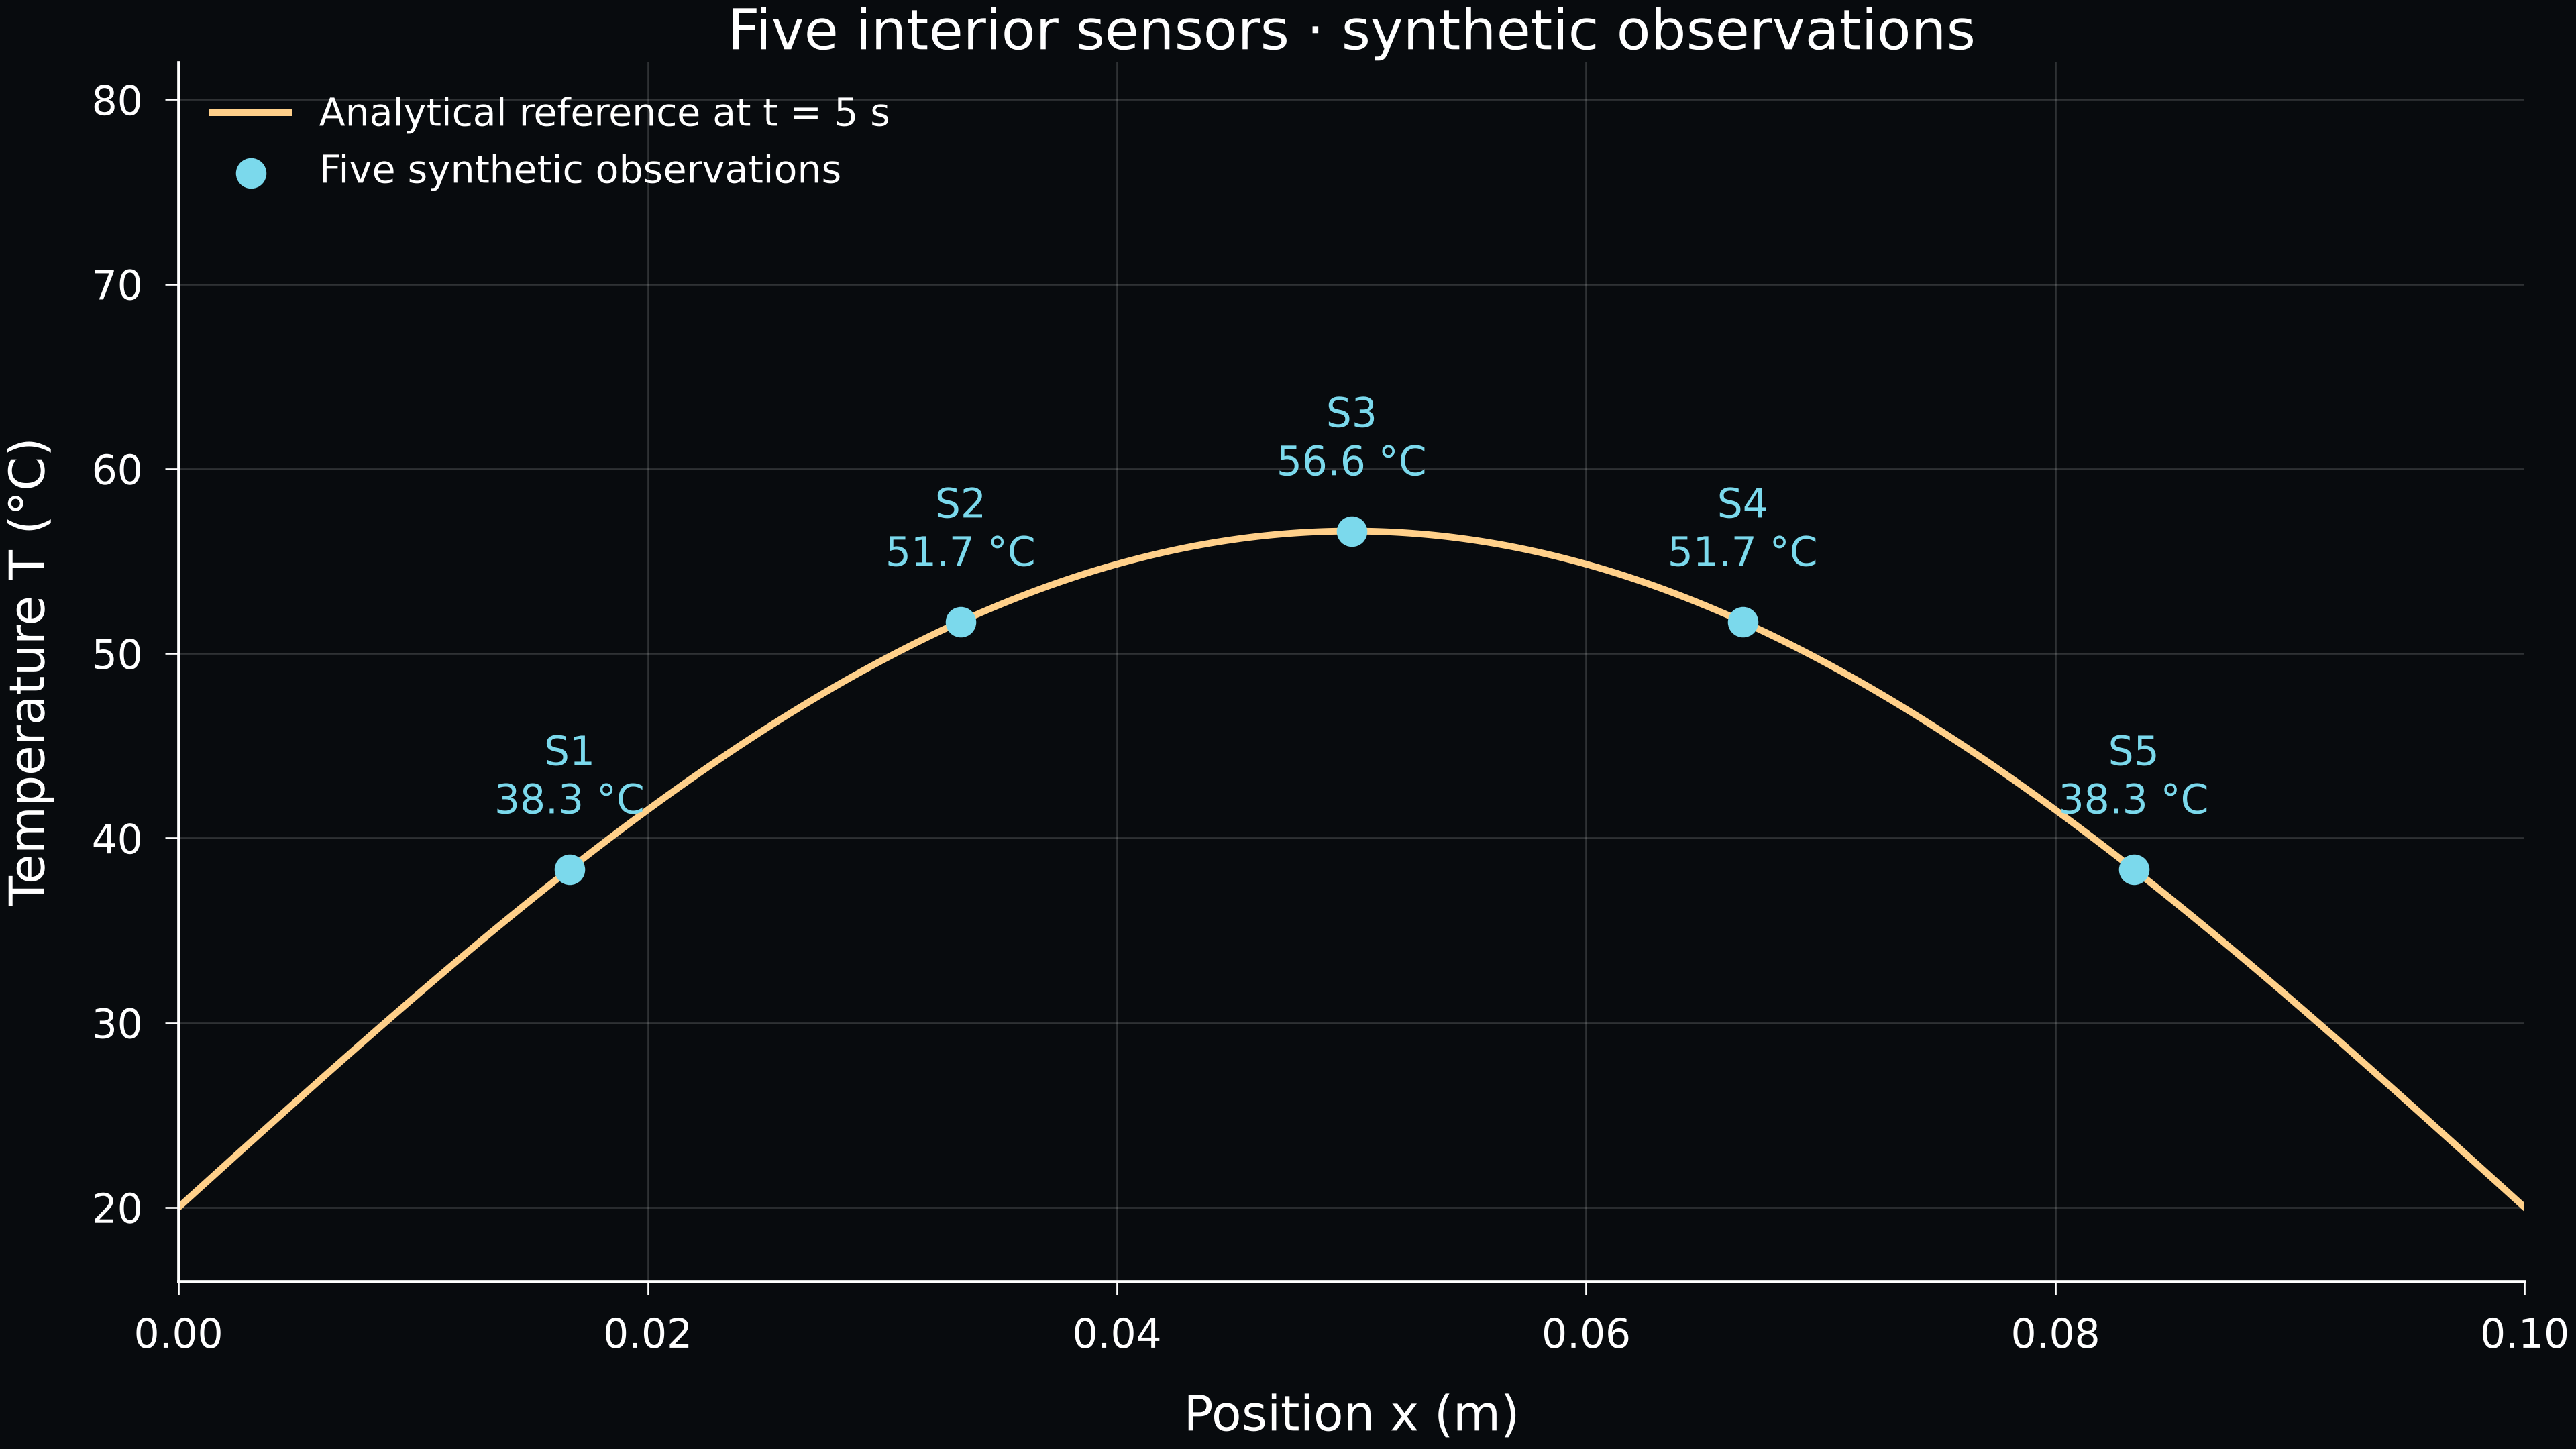 Five interior sensors · synthetic observations
Analytical reference at t = 5 s
Five synthetic observations
Temperature T (°C)
80
70
60
50
40
30
20
S1
38.3 °C
S2
51.7 °C
S3
56.6 °C
S4
51.7 °C
S5
38.3 °C
0.00
0.02
0.04
0.06
0.08
0.10
Position x (m)